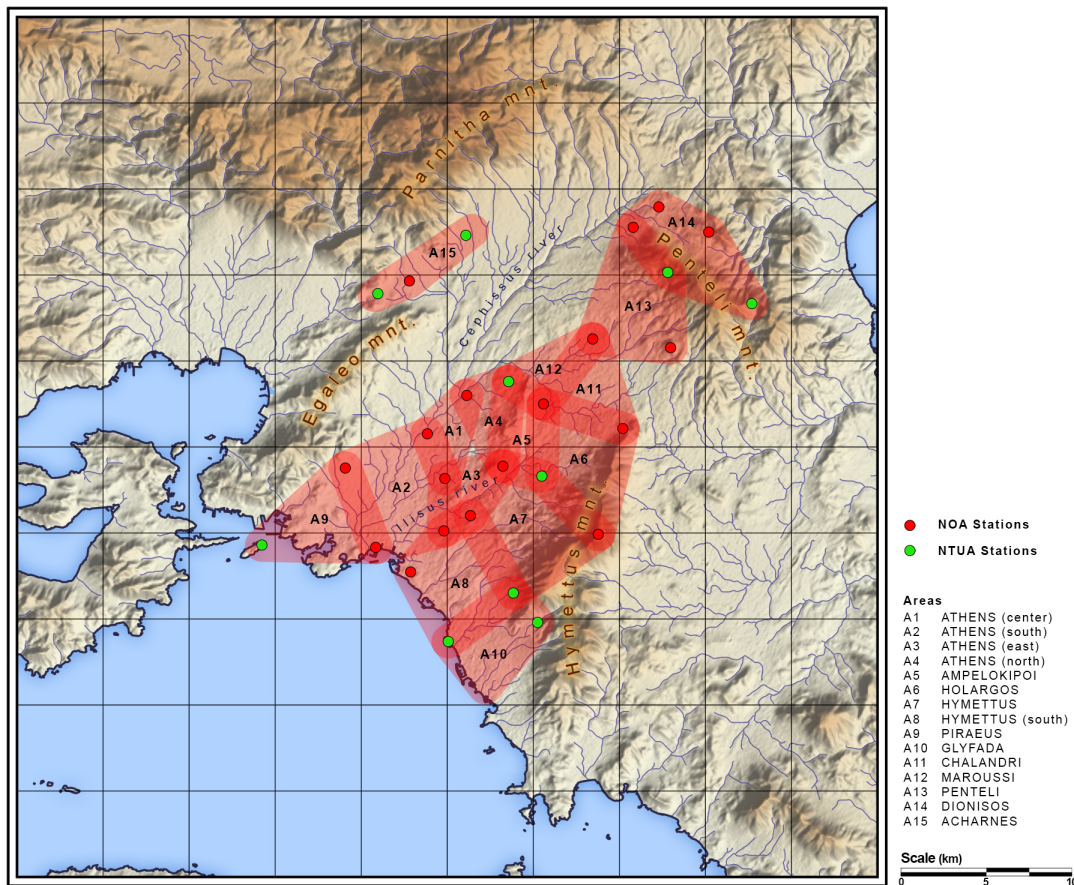 Parnitha mnt.
A14
Penteli mnt.
A15
Cephissus river
A13
Egaleo mnt.
A12
A11
A4
A1
A5
A6
A3
A2
Ilisus river
A9
A7
Hymettus mnt.
A8
A10
NOA Stations
NTUA Stations
Areas
A1 ATHENS (center)
A2 ATHENS (south)
A3 ATHENS (east)
A4 ATHENS (north)
A5 AMPELOKIPOI
A6 HOLARGOS
A7 HYMETTUS
A8 HYMETTUS (south)
A9 PIRAEUS
A10 GLYFADA
A11 CHALANDRI
A12 MAROUSSI
A13 PENTELI
A14 DIONISOS
A15 ACHARNES
Scale (km)
0 5 10